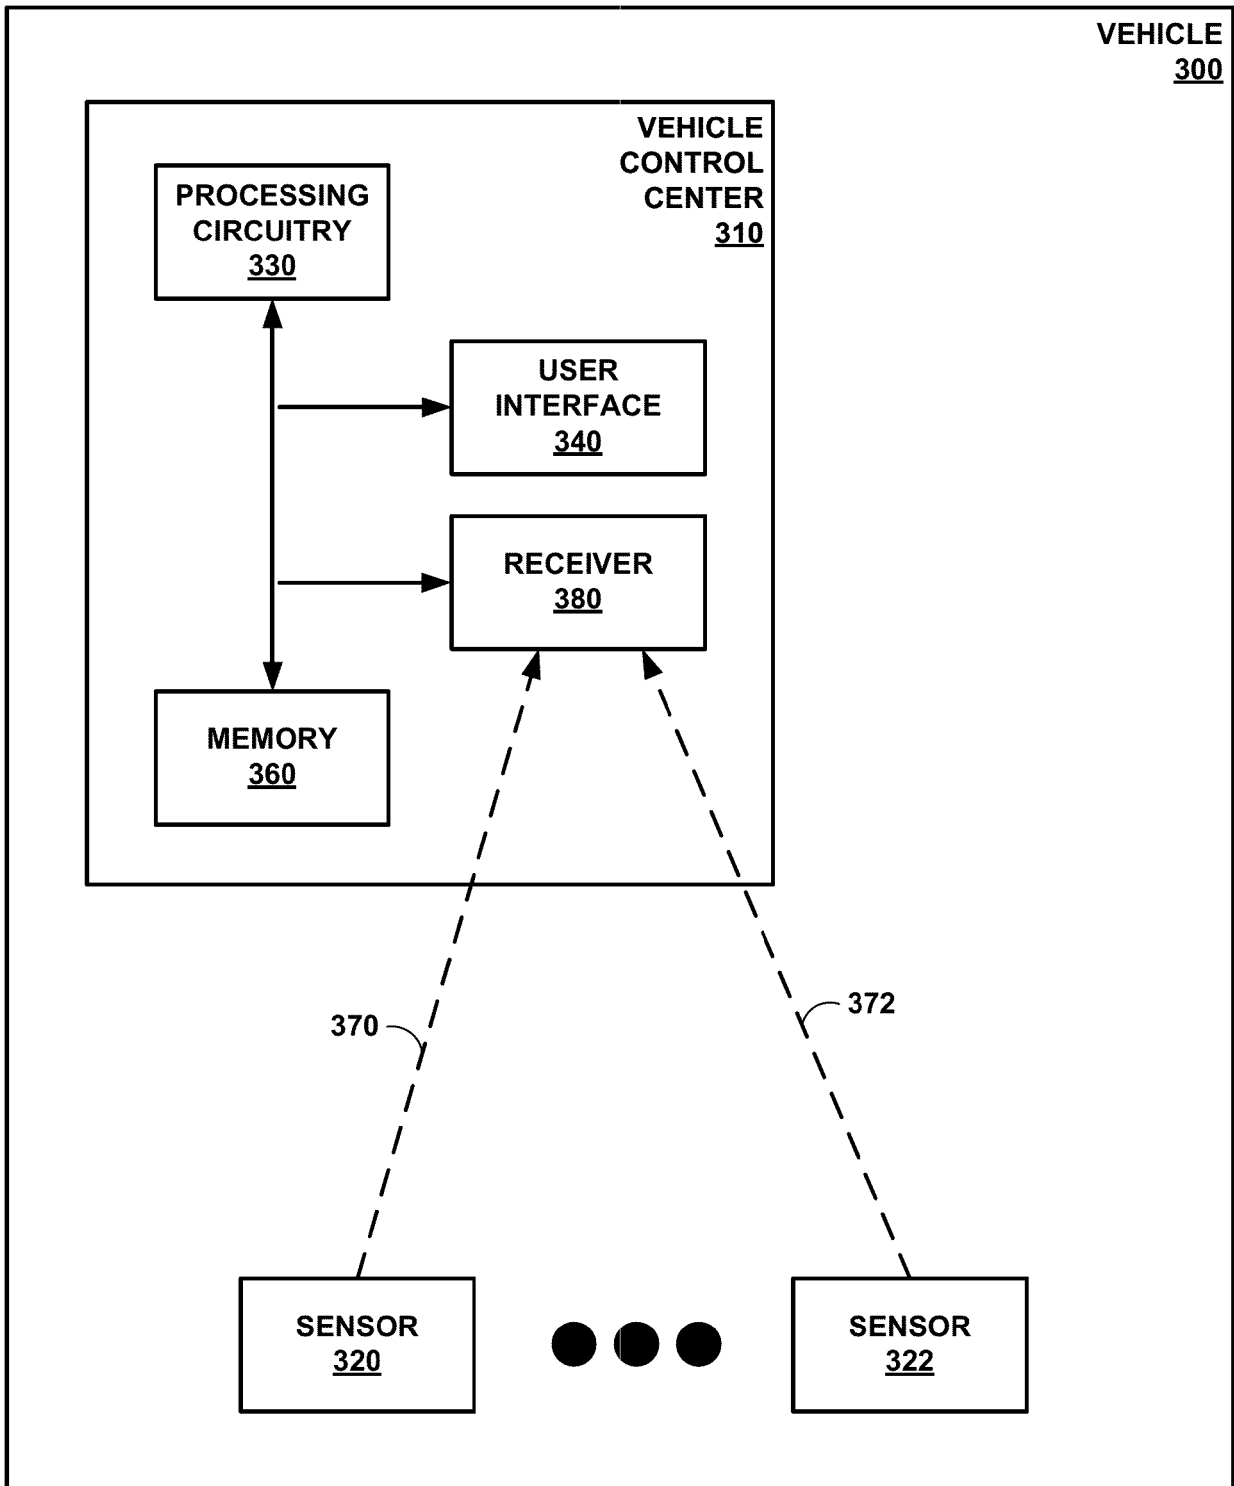 VEHICLE
300
VEHICLE
CONTROL
CENTER
310
PROCESSING
CIRCUITRY
330
USER
INTERFACE
340
RECEIVER
380
MEMORY
360
370
372
SENSOR
320
SENSOR
322